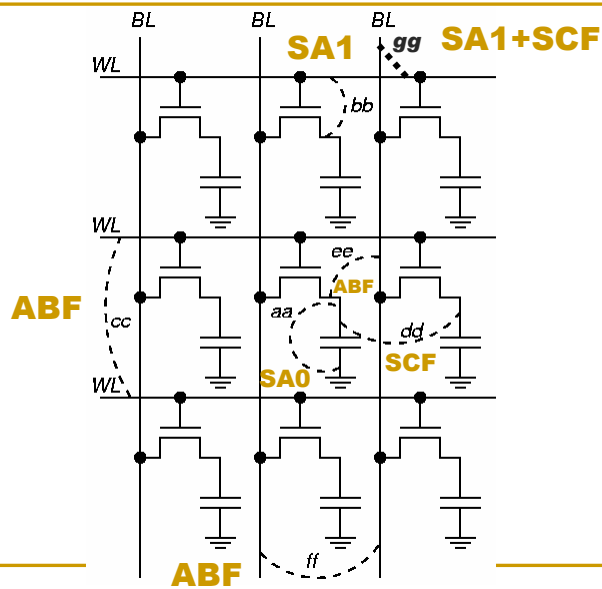 BL BL BL
SA1 gg SA1+SCF
WL
bb
WL
ee
ABF
ABF cc aa
dd
SCF
SA0
WL
ff
ABF